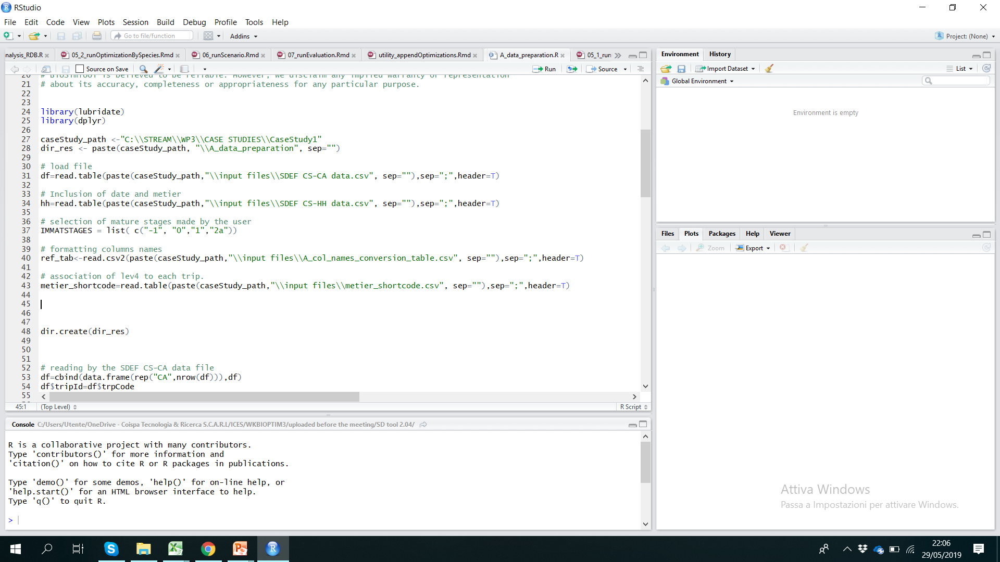 RStudio
File Edit Code View Plots Session Build Debug Profile Tools Help
Go to file/function Addins Project: (None)
nalysis_RDB.R 05_2_runOptimizationBySpecies.Rmd 06_runScenario.Rmd 07_runEvaluation.Rmd utility_appendOptimizations.Rmd A_data_preparation.R 05_1_run
Source on Save Run Source
20 # BioSimTool is believed to be reliable. However, we disclaim any implied warranty or representation
21 # about its accuracy, completeness or appropriateness for any particular purpose.
22
23
24 library(lubridate)
25 library(dplyr)
26
27 caseStudy_path <-"C:\\STREAM\\WP3\\CASE STUDIES\\CaseStudy1"
28 dir_res <- paste(caseStudy_path, "\\A_data_preparation", sep="")
29
30 # load file
31 df=read.table(paste(caseStudy_path,"\\input files\\SDEF CS-CA data.csv", sep=""),sep=";",header=T)
32
33 # Inclusion of date and metier
34 hh=read.table(paste(caseStudy_path,"\\input files\\SDEF CS-HH data.csv", sep=""),sep=";",header=T)
35
36 # selection of mature stages made by the user
37 IMMATSTAGES = list( c("-1", "0","1","2a"))
38
39 # formatting columns names
40 ref_tab<-read.csv2(paste(caseStudy_path,"\\input files\\A_col_names_conversion_table.csv", sep=""),sep=";",header=T)
41
42 # association of lev4 to each trip.
43 metier_shortcode=read.table(paste(caseStudy_path,"\\input files\\metier_shortcode.csv", sep=""),sep=";",header=T)
44
45
46
47
48 dir.create(dir_res)
49
50
51
52 # reading by the SDEF CS-CA data file
53 df=cbind(data.frame(rep("CA",nrow(df))),df)
54 df$tripId=df$trpCode
55
45:1 (Top Level) R Script
Console C:/Users/Utente/OneDrive - Coispa Tecnologia & Ricerca S.C.A.R.L/ICES/WKBIOPTIM3/uploaded before the meeting/SD tool 2.04/
R is a collaborative project with many contributors.
Type 'contributors()' for more information and
'citation()' on how to cite R or R packages in publications.
Type 'demo()' for some demos, 'help()' for on-line help, or
'help.start()' for an HTML browser interface to help.
Type 'q()' to quit R.
>
Environment History
Import Dataset List
Global Environment
Environment is empty
Files Plots Packages Help Viewer
Zoom Export
Attiva Windows
Passa a Impostazioni per attivare Windows.
22:06
29/05/2019